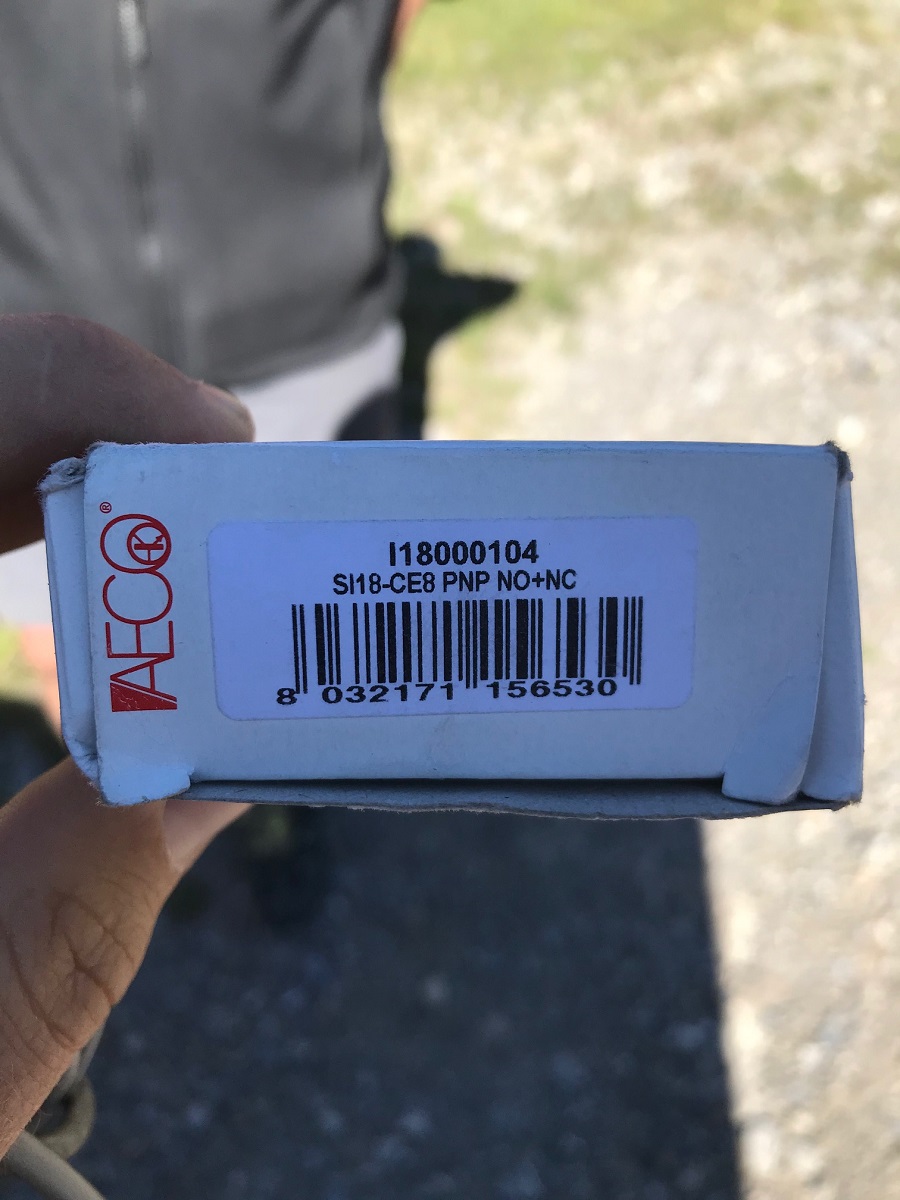 AECO®
I18000104
SI18-CE8 PNP NO+NC
8 032171 156530